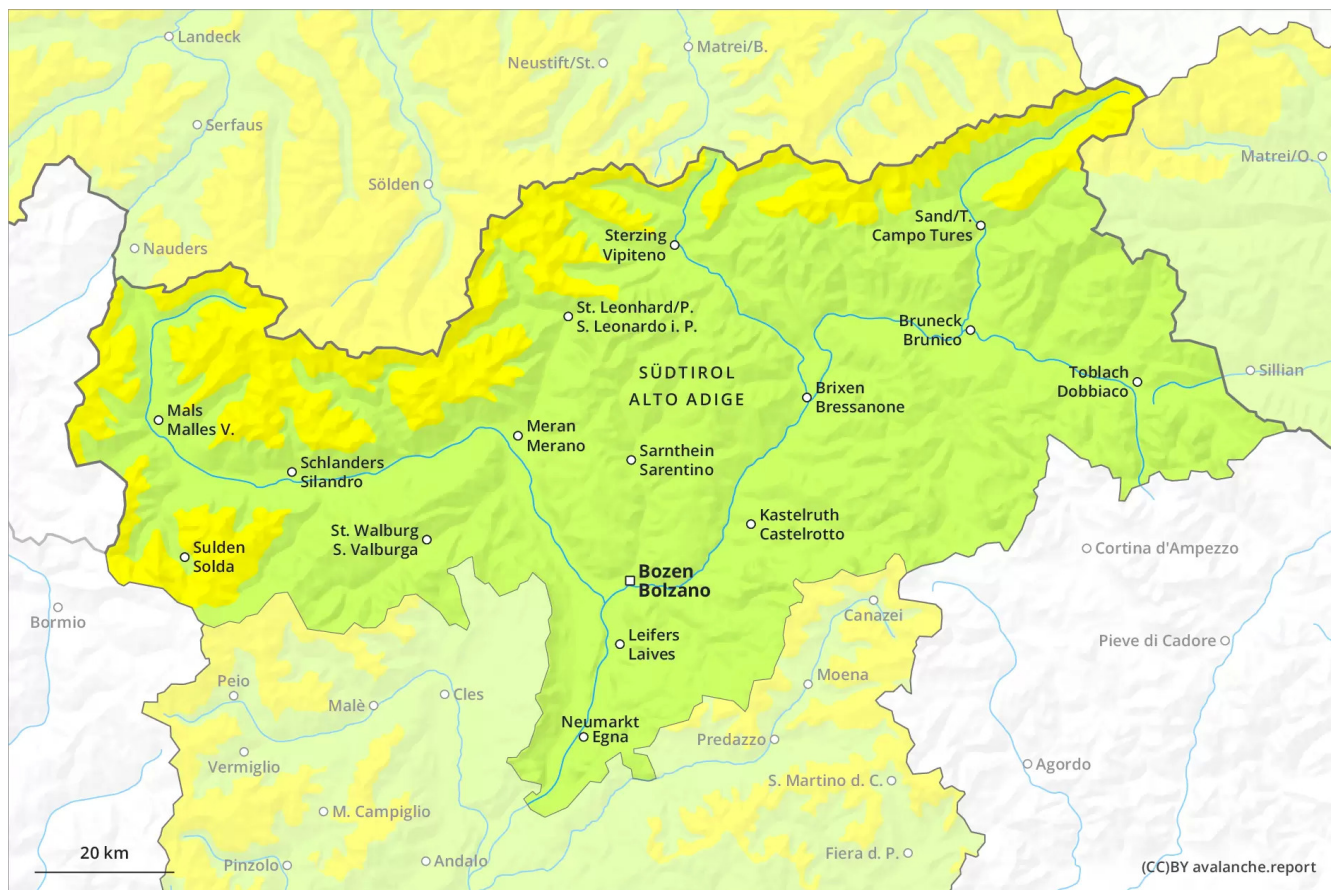 Landeck
Matrei/B.
Neustift/St.
Serfaus
Matrei/O.
Sölden
Sand/T.
Campo Tures
Sterzing
Vipiteno
Nauders
St. Leonhard/P.
S. Leonardo i. P.
Bruneck
Brunico
SÜDTIROL
ALTO ADIGE
Toblach
Dobbiaco
Sillian
Brixen
Bressanone
Mals
Malles V.
Meran
Merano
Sarnthein
Sarentino
Schlanders
Silandro
Kastelruth
Castelrotto
St. Walburg
S. Valburga
Sulden
Solda
Cortina d'Ampezzo
Bozen
Bolzano
Bormio
Canazei
Leifers
Laives
Pieve di Cadore
Peio
Moena
Malè
Cles
Neumarkt
Egna
Predazzo
Vermiglio
Agordo
S. Martino d. C.
M. Campiglio
20 km
Pinzolo
Andalo
Fiera d. P.
(CC)BY avalanche.report